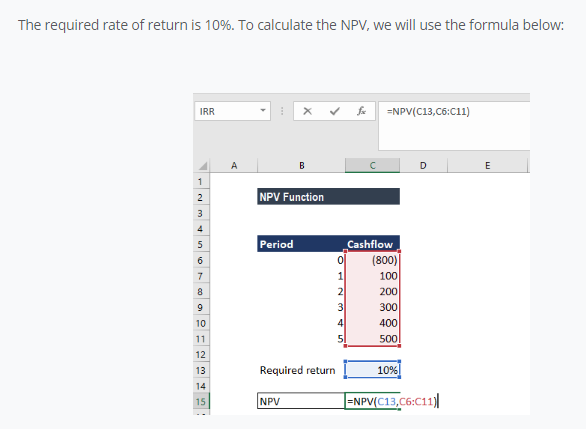 The required rate of return is 10%. To calculate the NPV, we will use the formula below:
IRR fx =NPV(C13,C6:C11)
A B C D E
1
2 NPV Function
3
4
5 Period Cashflow
6 0 (800)
7 1 100
8 2 200
9 3 300
10 4 400
11 5 500
12
13 Required return 10%
14
15 NPV =NPV(C13,C6:C11)